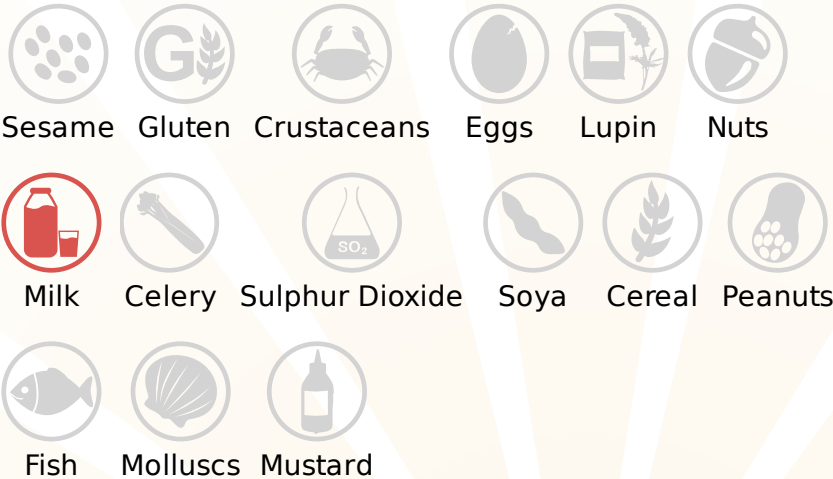 G
Sesame Gluten Crustaceans Eggs Lupin Nuts
SO₂
Milk Celery Sulphur Dioxide Soya Cereal Peanuts
Fish Molluscs Mustard